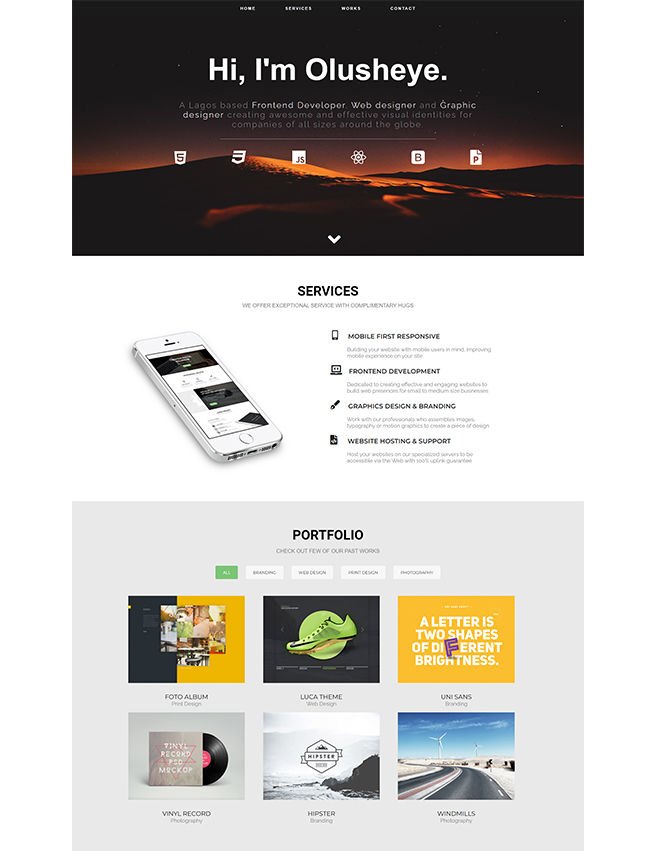 HOME SERVICES WORKS CONTACT
Hi, I'm Olusheye.
A Lagos based Frontend Developer, Web designer and Graphic
designer creating awesome and effective visual identities for
companies of all sizes around the globe.
JS
SERVICES
WE OFFER EXCEPTIONAL SERVICE WITH COMPLIMENTARY HUGS
MOBILE FIRST RESPONSIVE
Building your website with mobile users in mind, improving
mobile experience on your site
FRONTEND DEVELOPMENT
Dedicated to creating effective and engaging websites to
build web presences for small to medium size businesses
GRAPHICS DESIGN & BRANDING
Work with our professionals who assembles images,
typography or motion graphics to create a piece of design
WEBSITE HOSTING & SUPPORT
Host your websites on our specialized servers to be
accessible via the Web with 100% uplink guarantee
PORTFOLIO
CHECK OUT FEW OF OUR PAST WORKS
ALL BRANDING WEB DESIGN PRINT DESIGN PHOTOGRAPHY
A LETTER IS
TWO SHAPES
OF DIFFERENT
BRIGHTNESS.
FOTO ALBUM LUCA THEME UNI SANS
Print Design Web Design Branding
VINYL
RECORD
PSD
MOCKUP
HIPSTER
VINYL RECORD HIPSTER WINDMILLS
Photography Branding Photography